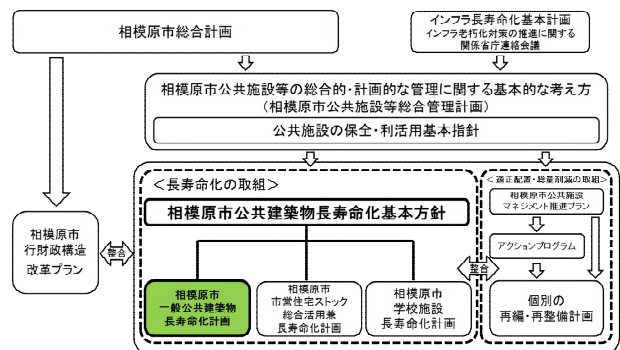 相模原市総合計画
インフラ長寿命化基本計画
インフラ老朽化対策の推進に関する
関係省庁連絡会議
相模原市公共施設等の総合的・計画的な管理に関する基本的な考え方
（相模原市公共施設等総合管理計画）
公共施設の保全・利活用基本指針
＜長寿命化の取組＞
相模原市公共建築物長寿命化基本方針
相模原市
一般公共建築物
長寿命化計画
相模原市
市営住宅ストック
総合活用兼
長寿命化計画
相模原市
学校施設
長寿命化計画
＜適正配置・総量削減の取組＞
相模原市公共施設
マネジメント推進プラン
アクションプログラム
個別の
再編・再整備計画
相模原市
行財政構造
改革プラン
整合
整合